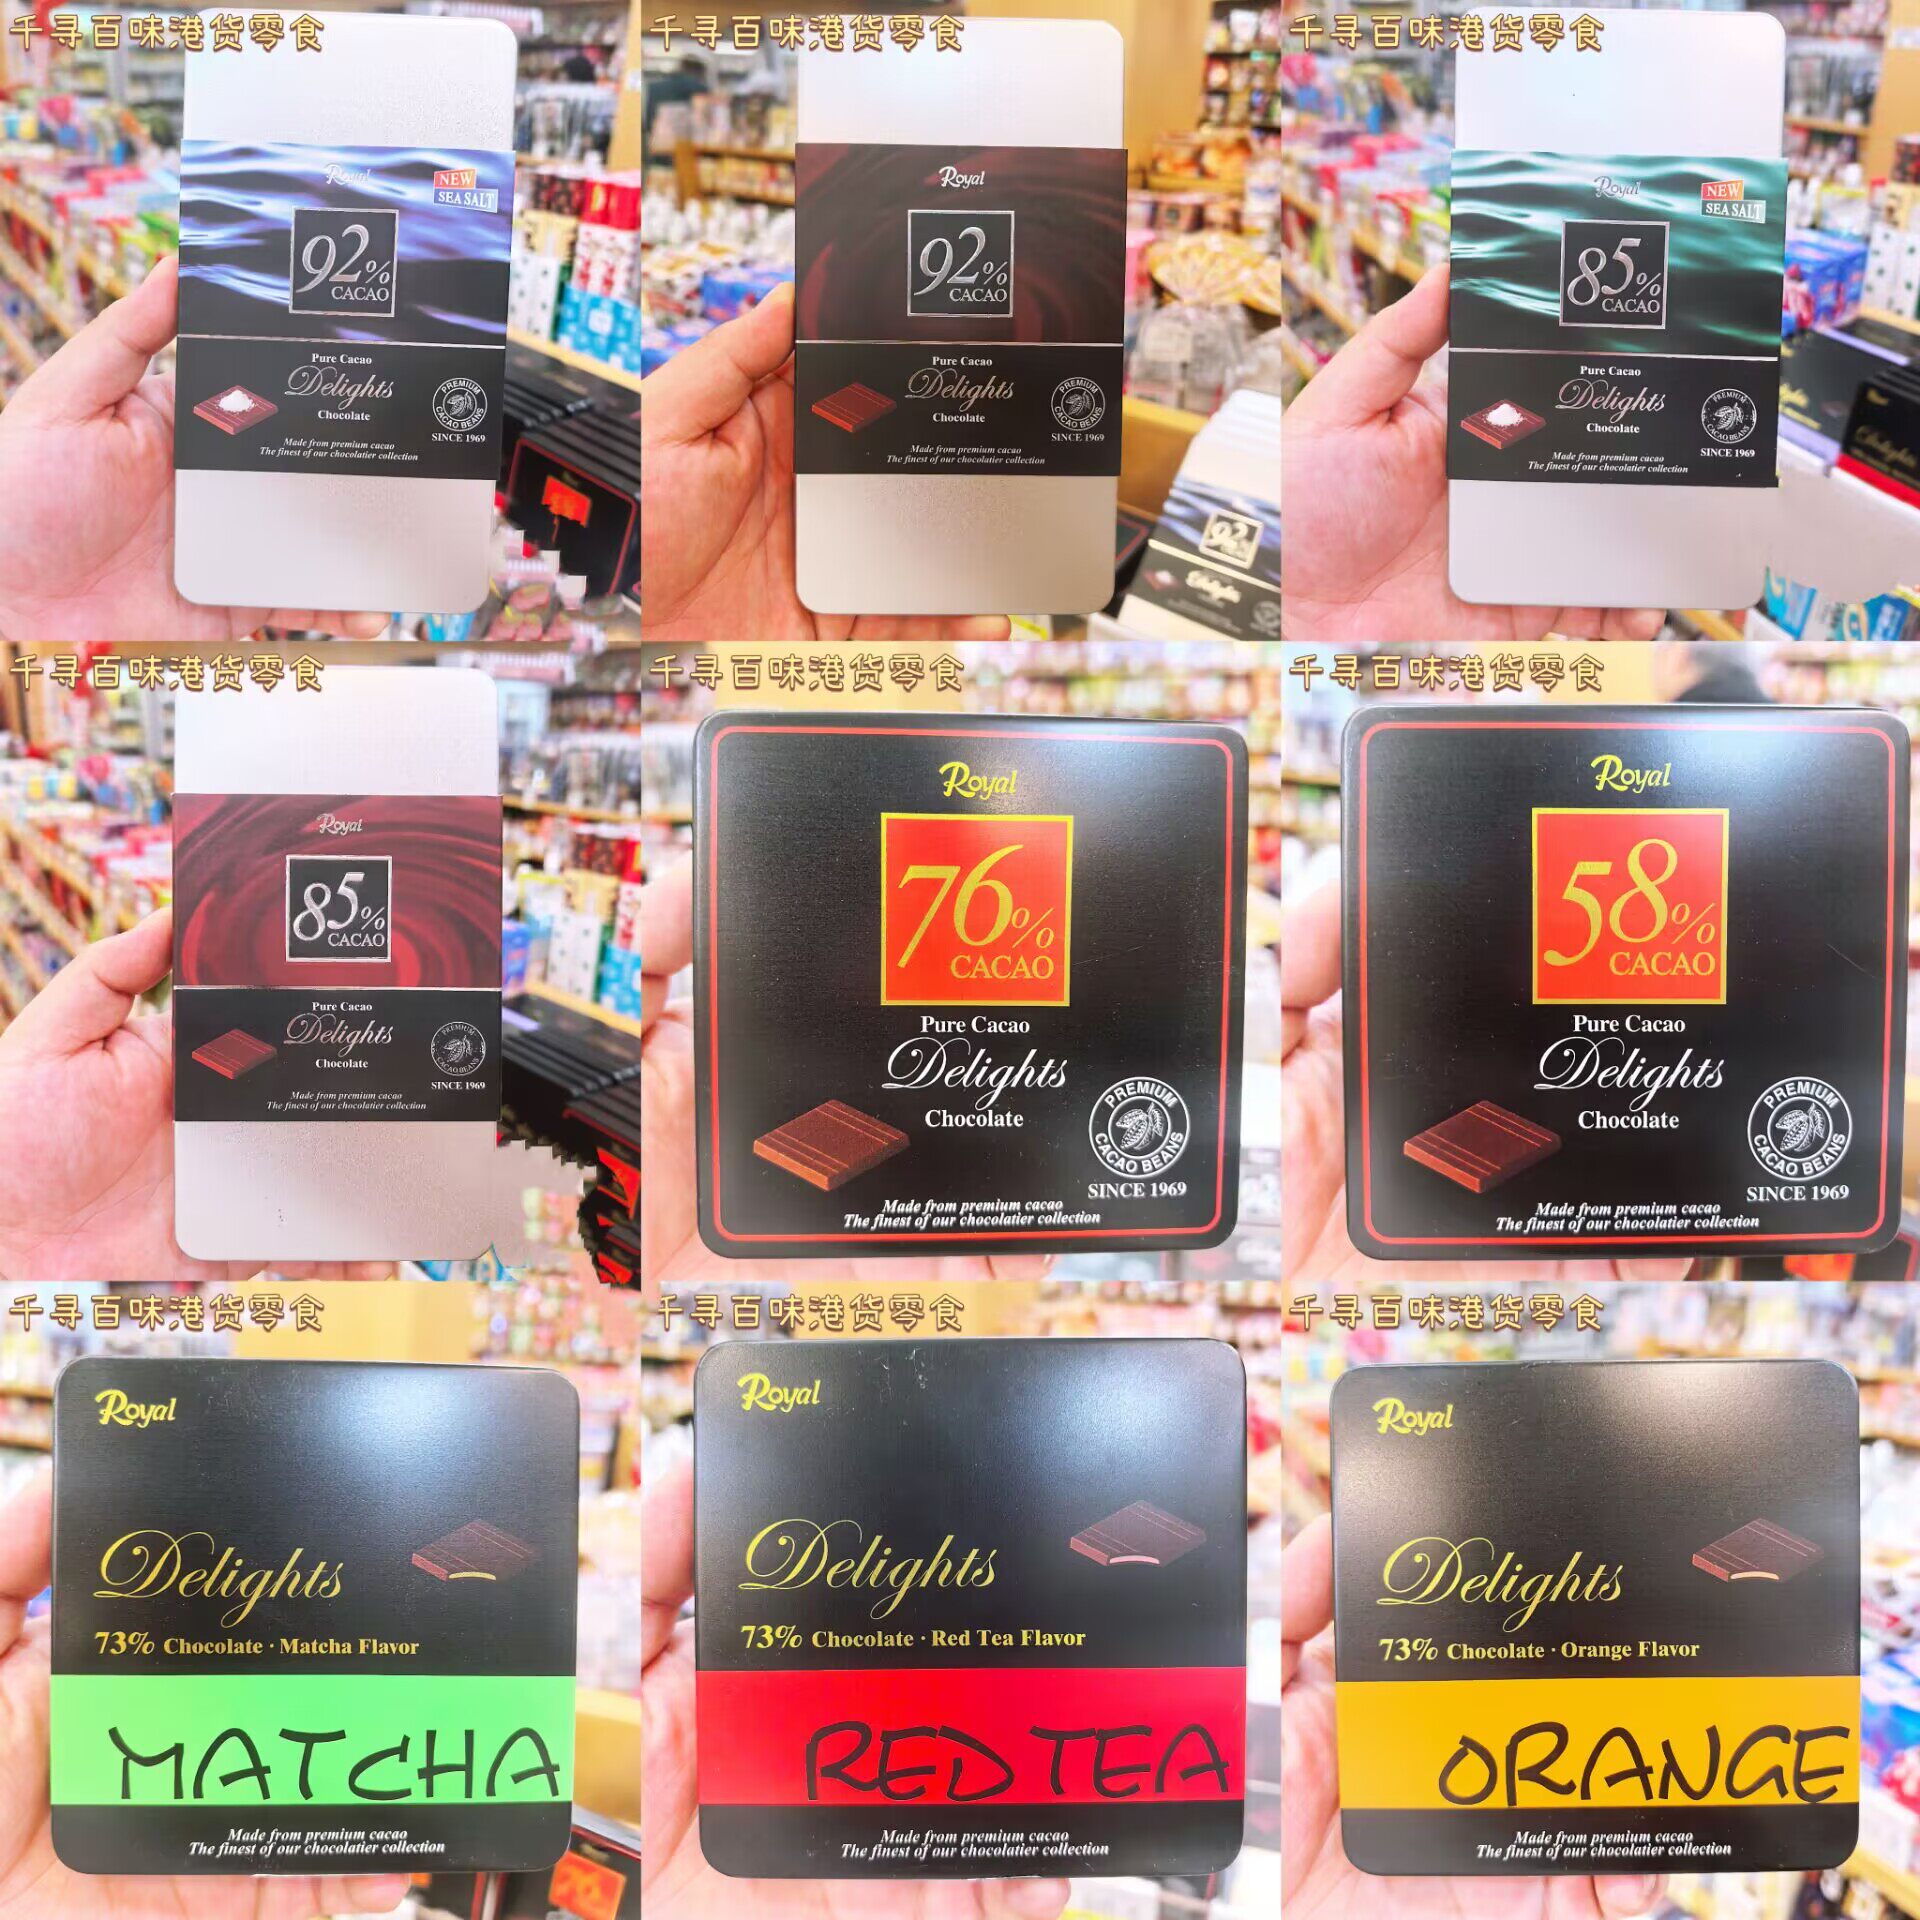 千寻百味港货零食
Royal
NEW
SEA SALT
92%
CACAO
Pure Cacao
Delights
Chocolate
PREMIUM
CACAO BEANS
SINCE 1969
Made from premium cacao
The finest of our chocolatier collection
千寻百味港货零食
Royal
92%
CACAO
Pure Cacao
Delights
Chocolate
PREMIUM
CACAO BEANS
SINCE 1969
Made from premium cacao
The finest of our chocolatier collection
92%
千寻百味港货零食
Royal
NEW
SEA SALT
85%
CACAO
Pure Cacao
Delights
Chocolate
PREMIUM
CACAO BEANS
SINCE 1969
Made from premium cacao
The finest of our chocolatier collection
千寻百味港货零食
Royal
85%
CACAO
Pure Cacao
Delights
Chocolate
PREMIUM
CACAO BEANS
SINCE 1969
Made from premium cacao
The finest of our chocolatier collection
千寻百味港货零食
Royal
76%
CACAO
Pure Cacao
Delights
Chocolate
PREMIUM
CACAO BEANS
SINCE 1969
Made from premium cacao
The finest of our chocolatier collection
千寻百味港货零食
Royal
58%
CACAO
Pure Cacao
Delights
Chocolate
PREMIUM
CACAO BEANS
SINCE 1969
Made from premium cacao
The finest of our chocolatier collection
千寻百味港货零食
Royal
Delights
73% Chocolate · Matcha Flavor
MATCHA
Made from premium cacao
The finest of our chocolatier collection
千寻百味港货零食
Royal
Delights
73% Chocolate · Red Tea Flavor
RED TEA
Made from premium cacao
The finest of our chocolatier collection
千寻百味港货零食
Royal
Delights
73% Chocolate · Orange Flavor
ORANGE
Made from premium cacao
The finest of our chocolatier collection